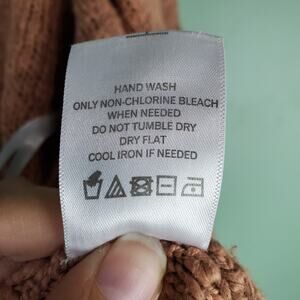 HAND WASH
ONLY NON-CHLORINE BLEACH
WHEN NEEDED
DO NOT TUMBLE DRY
DRY FLAT
COOL IRON IF NEEDED